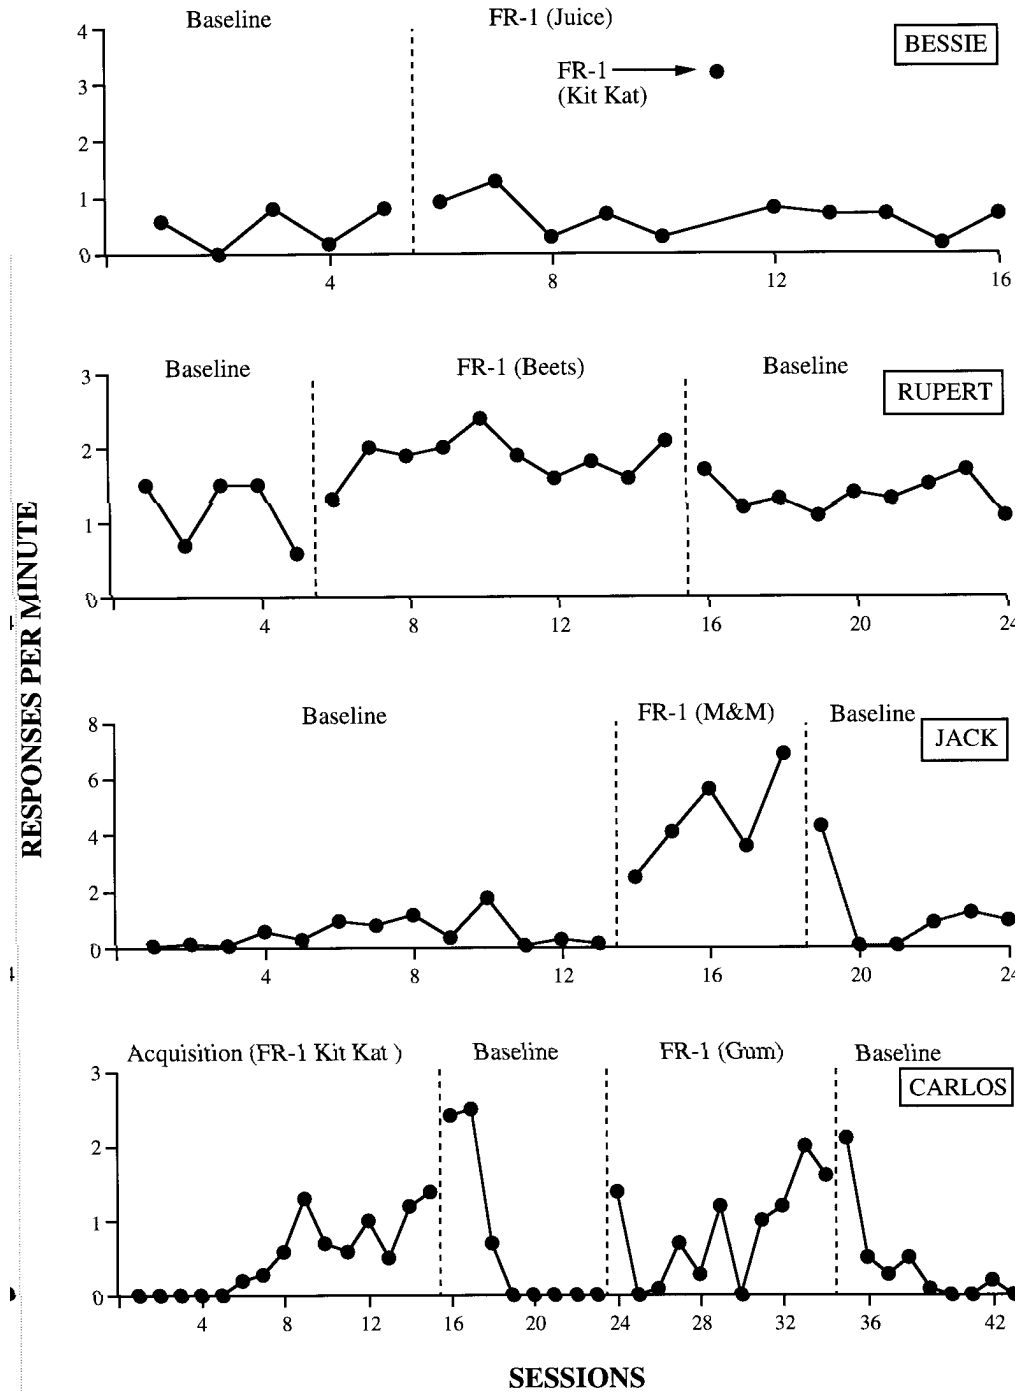 Baseline
FR-1 (Juice)
BESSIE
FR-1
(Kit Kat)
4
3
2
1
0
4
8
12
16
Baseline
FR-1 (Beets)
Baseline
RUPERT
3
2
1
0
4
8
12
16
20
24
RESPONSES PER MINUTE
Baseline
FR-1 (M&M)
Baseline
JACK
8
6
4
2
0
4
8
12
16
20
24
Acquisition (FR-1 Kit Kat )
Baseline
FR-1 (Gum)
Baseline
CARLOS
3
2
1
0
4
8
12
16
20
24
28
32
36
42
SESSIONS